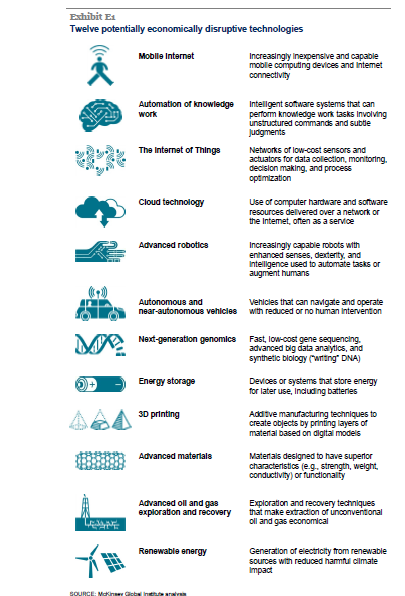 Exhibit E1
Twelve potentially economically disruptive technologies
Mobile Internet
Increasingly inexpensive and capable
mobile computing devices and Internet
connectivity
Automation of knowledge
work
Intelligent software systems that can
perform knowledge work tasks involving
unstructured commands and subtle
judgments
The Internet of Things
Networks of low-cost sensors and
actuators for data collection, monitoring,
decision making, and process
optimization
Cloud technology
Use of computer hardware and software
resources delivered over a network or
the Internet, often as a service
Advanced robotics
Increasingly capable robots with
enhanced senses, dexterity, and
intelligence used to automate tasks or
augment humans
Autonomous and
near-autonomous vehicles
Vehicles that can navigate and operate
with reduced or no human intervention
Next-generation genomics
Fast, low-cost gene sequencing,
advanced big data analytics, and
synthetic biology ("writing" DNA)
Energy storage
Devices or systems that store energy
for later use, including batteries
3D printing
Additive manufacturing techniques to
create objects by printing layers of
material based on digital models
Advanced materials
Materials designed to have superior
characteristics (e.g., strength, weight,
conductivity) or functionality
Advanced oil and gas
exploration and recovery
Exploration and recovery techniques
that make extraction of unconventional
oil and gas economical
Renewable energy
Generation of electricity from renewable
sources with reduced harmful climate
impact
SOURCE: McKinsey Global Institute analysis